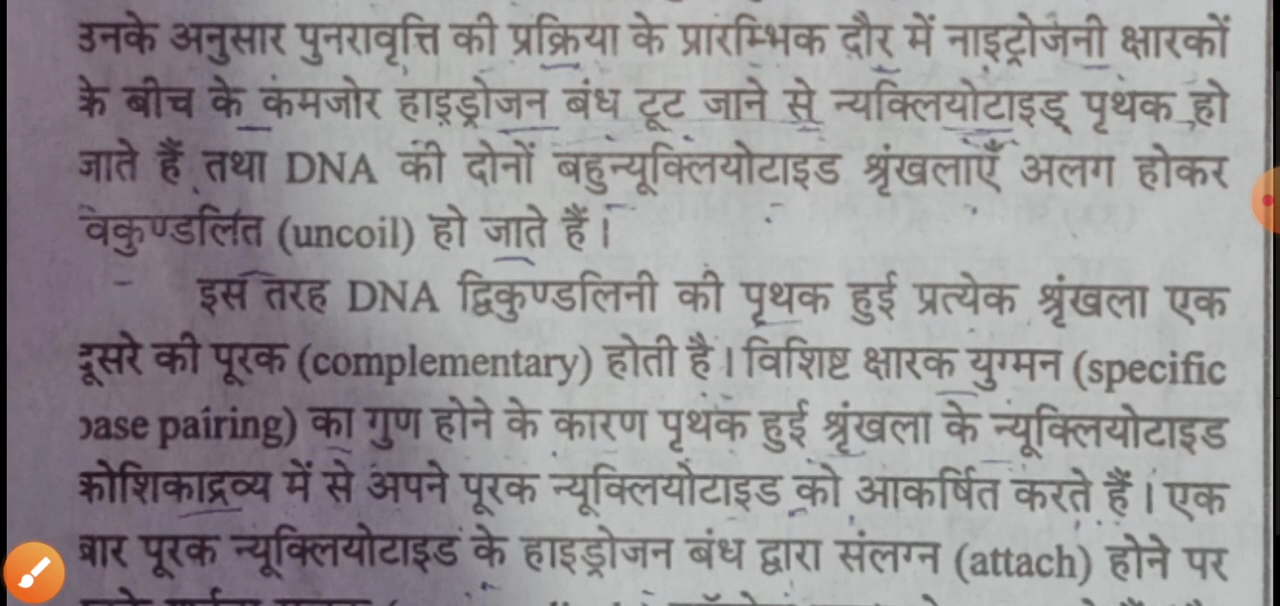 उनके अनुसार पुनरावृत्ति की प्रक्रिया के प्रारम्भिक दौर में नाइट्रोजनी क्षारकों
के बीच के कमजोर हाइड्रोजन बंध टूट जाने से न्यक्लियोटाइड् पृथक हो
जाते हैं तथा DNA की दोनों बहुन्यूक्लियोटाइड श्रृंखलाएँ अलग होकर
वकुण्डलित (uncoil) हो जाते हैं।
इस तरह DNA द्विकुण्डलिनी की पृथक हुई प्रत्येक श्रृंखला एक
दूसरे की पूरक (complementary) होती है। विशिष्ट क्षारक युग्मन (specific
base pairing) का गुण होने के कारण पृथक हुई श्रृंखला के न्यूक्लियोटाइड
कोशिकाद्रव्य में से अपने पूरक न्यूक्लियोटाइड को आकर्षित करते हैं। एक
बार पूरक न्यूक्लियोटाइड के हाइड्रोजन बंध द्वारा संलग्न (attach) होने पर